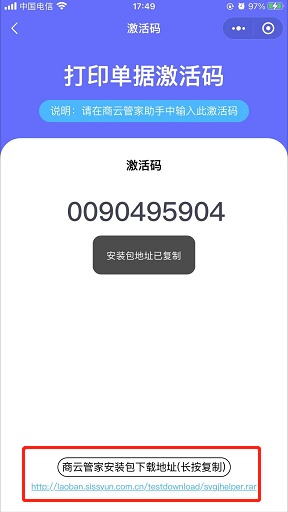 中国电信 17:49 97%
激活码
打印单据激活码
说明：请在商云管家助手中输入此激活码
激活码
0090495904
安装包地址已复制
商云管家安装包下载地址(长按复制)
http://laoban.sissyun.com.cn/testdownload/sygjhelper.rar